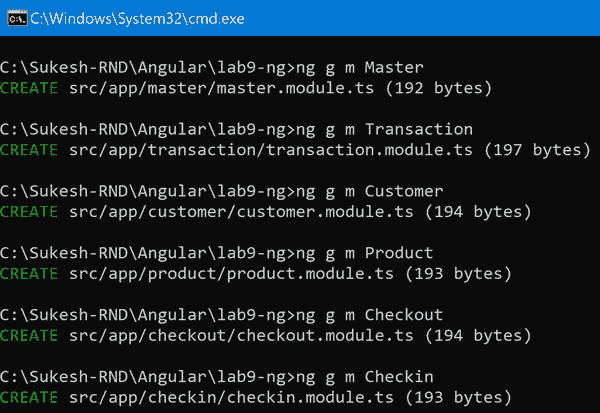 C:\Windows\System32\cmd.exe
C:\Sukesh-RND\Angular\lab9-ng>ng g m Master
CREATE src/app/master/master.module.ts (192 bytes)
C:\Sukesh-RND\Angular\lab9-ng>ng g m Transaction
CREATE src/app/transaction/transaction.module.ts (197 bytes)
C:\Sukesh-RND\Angular\lab9-ng>ng g m Customer
CREATE src/app/customer/customer.module.ts (194 bytes)
C:\Sukesh-RND\Angular\lab9-ng>ng g m Product
CREATE src/app/product/product.module.ts (193 bytes)
C:\Sukesh-RND\Angular\lab9-ng>ng g m Checkout
CREATE src/app/checkout/checkout.module.ts (194 bytes)
C:\Sukesh-RND\Angular\lab9-ng>ng g m Checkin
CREATE src/app/checkin/checkin.module.ts (193 bytes)